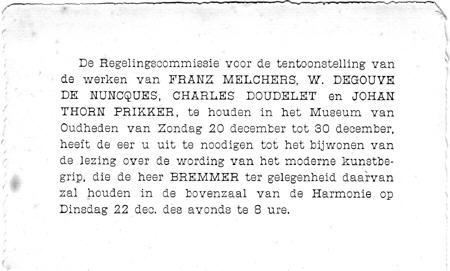 De Regelingscommissie voor de tentoonstelling van
de werken van FRANZ MELCHERS, W. DEGOUVE
DE NUNCQUES, CHARLES DOUDELET en JOHAN
THORN PRIKKER, te houden in het Museum van
Oudheden van Zondag 20 december tot 30 december,
heeft de eer u uit te noodigen tot het bijwonen van
de lezing over de wording van het moderne kunstbe-
grip, die de heer BREMMER ter gelegenheid daarvan
zal houden in de bovenzaal van de Harmonie op
Dinsdag 22 dec. des avonds te 8 ure.